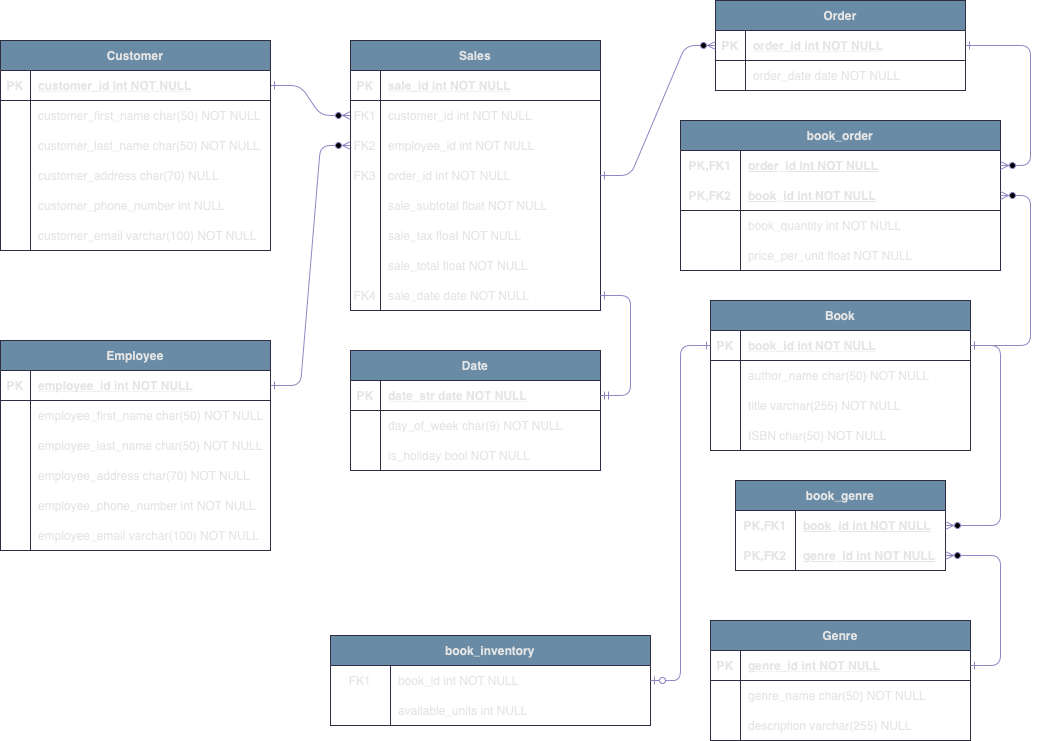 Customer
PK customer_id int NOT NULL
customer_first_name char(50) NOT NULL
customer_last_name char(50) NOT NULL
customer_address char(70) NULL
customer_phone_number int NULL
customer_email varchar(100) NOT NULL
Employee
PK employee_id int NOT NULL
employee_first_name char(50) NOT NULL
employee_last_name char(50) NOT NULL
employee_address char(70) NOT NULL
employee_phone_number int NOT NULL
employee_email varchar(100) NOT NULL
Sales
PK sale_id int NOT NULL
FK1 customer_id int NOT NULL
FK2 employee_id int NOT NULL
FK3 order_id int NOT NULL
sale_subtotal float NOT NULL
sale_tax float NOT NULL
sale_total float NOT NULL
FK4 sale_date date NOT NULL
Date
PK date_str date NOT NULL
day_of_week char(9) NOT NULL
is_holiday bool NOT NULL
book_inventory
FK1 book_id int NOT NULL
available_units int NULL
Order
PK order_id int NOT NULL
order_date date NOT NULL
book_order
PK,FK1 order_id int NOT NULL
PK,FK2 book_id int NOT NULL
book_quantity int NOT NULL
price_per_unit float NOT NULL
Book
PK book_id int NOT NULL
author_name char(50) NOT NULL
title varchar(255) NOT NULL
ISBN char(50) NOT NULL
book_genre
PK,FK1 book_id int NOT NULL
PK,FK2 genre_id int NOT NULL
Genre
PK genre_id int NOT NULL
genre_name char(50) NOT NULL
description varchar(255) NULL